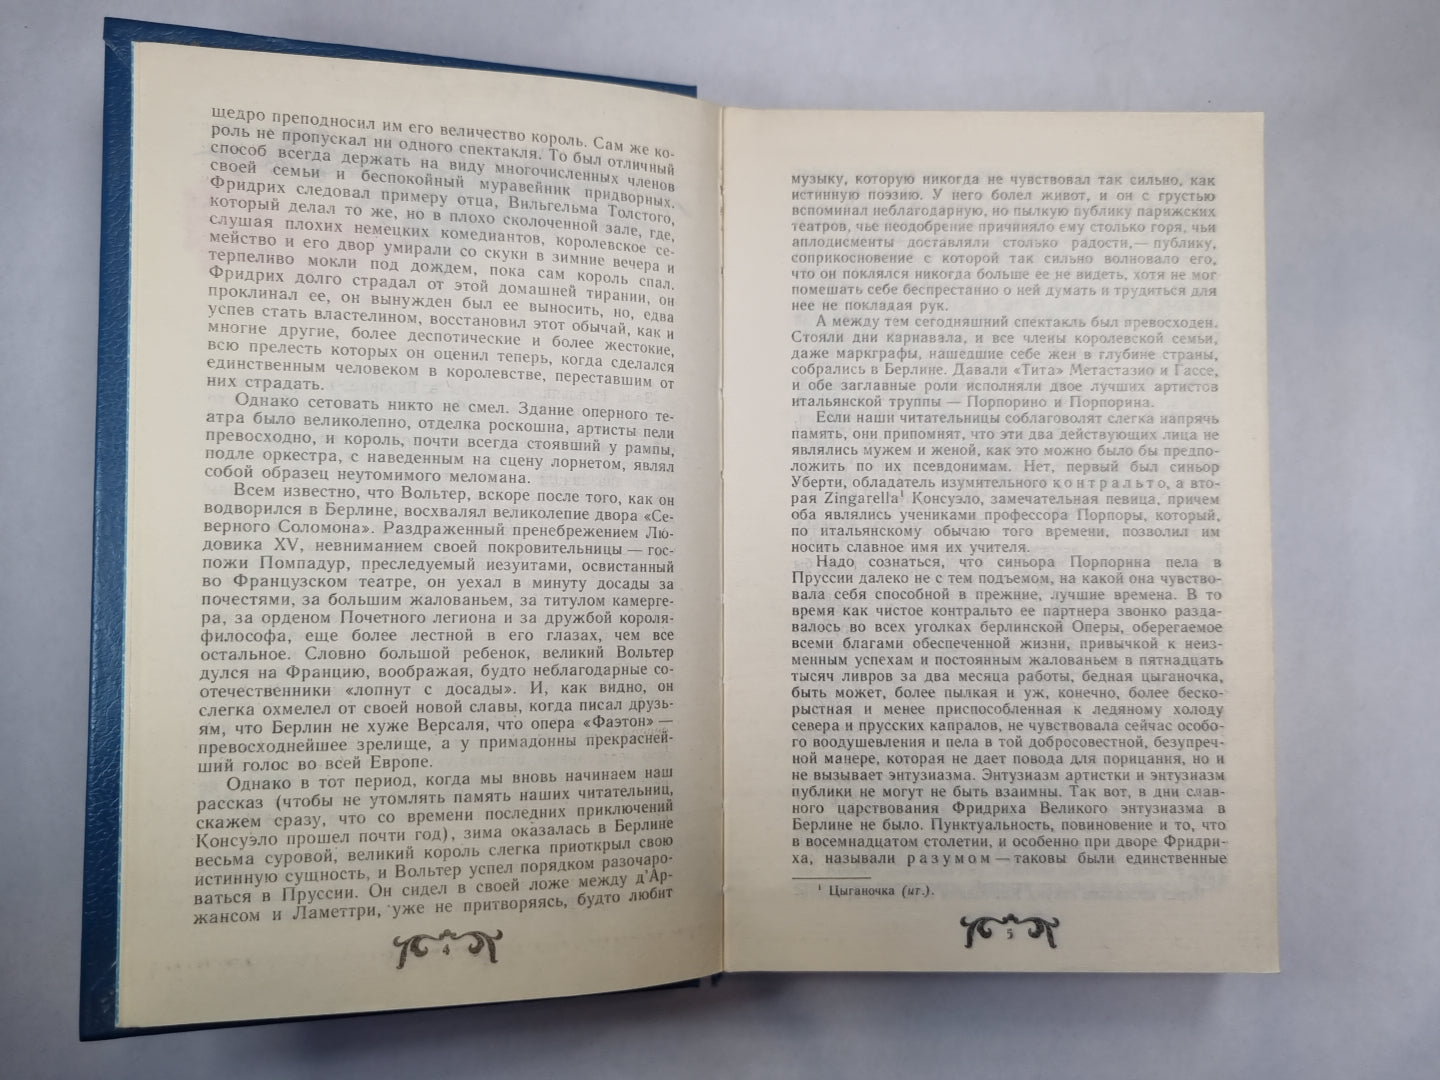 щедро преподносил им его величество король. Сам же ко-
роль не пропускал ни одного спектакля. То был отличный
способ всегда держать на виду многочисленных членов
своей семьи и беспокойный муравейник придворных.
Фридрих следовал примеру отца, Вильгельма Толстого,
который делал то же, но в плохо сколоченной зале, где,
слушая плохих немецких комедиантов, королевское се-
мейство и его двор умирали со скуки в зимние вечера и
терпеливо мокли под дождем, пока сам король спал.
Фридрих долго страдал от этой домашней тирании, он
проклинал ее, он вынужден был ее выносить, но, едва
успев стать властелином, восстановил этот обычай, как и
многие другие, более деспотические и более жестокие,
всю прелесть которых он оценил теперь, когда сделался
единственным человеком в королевстве, переставшим от
них страдать.
Однако сетовать никто не смел. Здание оперного те-
атра было великолепно, отделка роскошна, артисты пели
превосходно, и король, почти всегда стоявший у рампы,
подле оркестра, с наведенным на сцену лорнетом, являл
собой образец неутомимого меломана.
Всем известно, что Вольтер, вскоре после того, как он
водворился в Берлине, восхвалял великолепие двора «Се-
верного Соломона». Раздраженный пренебрежением Лю-
довика XV, невниманием своей покровительницы — гос-
пожи Помпадур, преследуемый иезуитами, освистанный
во Французском театре, он уехал в минуту досады за
почестями, за большим жалованьем, за титулом камерге-
ра, за орденом Почетного легиона и за дружбой короля-
философа, еще более лестной в его глазах, чем все
остальное. Словно большой ребенок, великий Вольтер
дулся на Францию, воображая, будто неблагодарные со-
отечественники «лопнут с досады». И, как видно, он
слегка охмелел от своей новой славы, когда писал друзь-
ям, что Берлин не хуже Версаля, что опера «Фаэтон» —
превосходнейшее зрелище, а у примадонны прекрасней-
ший голос во всей Европе.
Однако в тот период, когда мы вновь начинаем наш
рассказ (чтобы не утомлять память наших читательниц,
скажем сразу, что со времени последних приключений
Консуэло прошел почти год), зима оказалась в Берлине
весьма суровой, великий король слегка приоткрыл свою
истинную сущность, и Вольтер успел порядком разочаро-
ваться в Пруссии. Он сидел в своей ложе между д'Ар-
жансом и Ламеттри, уже не притворяясь, будто любит
4
музыку, которую никогда не чувствовал так сильно, как
истинную поэзию. У него болел живот, и он с грустью
вспоминал неблагодарную, но пылкую публику парижских
театров, чье неодобрение причиняло ему столько горя, чьи
аплодисменты доставляли столько радости,— публику,
соприкосновение с которой так сильно волновало его,
что он поклялся никогда больше ее не видеть, хотя не мог
помешать себе беспрестанно о ней думать и трудиться для
нее не покладая рук.
А между тем сегодняшний спектакль был превосходен.
Стояли дни карнавала, и все члены королевской семьи,
даже маркграфы, нашедшие себе жен в глубине страны,
собрались в Берлине. Давали «Тита» Метастазио и Гассе,
и обе заглавные роли исполняли двое лучших артистов
итальянской труппы — Порпорино и Порпорина.
Если наши читательницы соблаговолят слегка напрячь
память, они припомнят, что эти два действующих лица не
являлись мужем и женой, как это можно было бы предпо-
ложить по их псевдонимам. Нет, первый был синьор
Уберти, обладатель изумительного контральто, а вто-
рая Zingarella¹ Консуэло, замечательная певица, причем
оба являлись учениками профессора Порпоры, который,
по итальянскому обычаю того времени, позволил им
носить славное имя их учителя.
Надо сознаться, что синьора Порпорина пела в
Пруссии далеко не с тем подъемом, на какой она чувство-
вала себя способной в прежние, лучшие времена. В то
время как чистое контральто ее партнера звонко разда-
валось во всех уголках берлинской Оперы, оберегаемое
всеми благами обеспеченной жизни, привычкой к неиз-
менным успехам и постоянным жалованьем в пятнадцать
тысяч ливров за два месяца работы, бедная цыганочка,
быть может, более пылкая и уж, конечно, более беско-
рыстная и менее приспособленная к ледяному холоду
севера и прусских капралов, не чувствовала сейчас особо-
го воодушевления и пела в той добросовестной, безупреч-
ной манере, которая не дает повода для порицания, но и
не вызывает энтузиазма. Энтузиазм артистки и энтузиазм
публики не могут не быть взаимны. Так вот, в дни слав-
ного царствования Фридриха Великого энтузиазма в
Берлине не было. Пунктуальность, повиновение и то, что
в восемнадцатом столетии, и особенно при дворе Фридри-
ха, называли разумом — таковы были единственные
¹ Цыганочка (ит.).
5